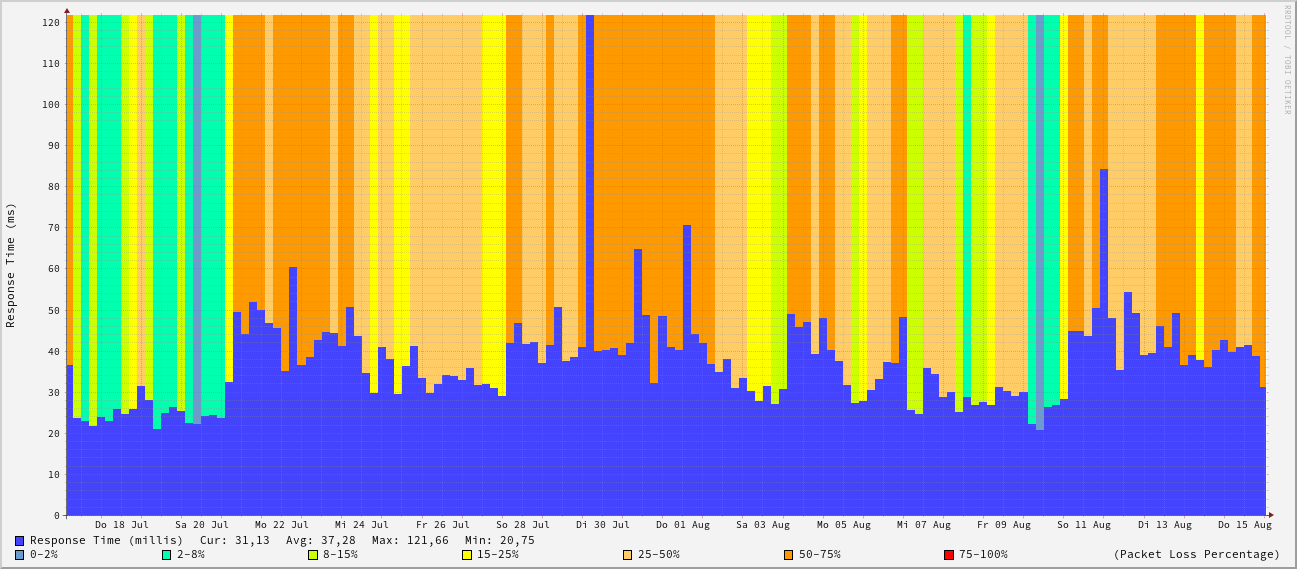 RRDTOOL / TOBI OETIKER
Response Time (ms)
120
110
100
90
80
70
60
50
40
30
20
10
0
Do 18 Jul Sa 20 Jul Mo 22 Jul Mi 24 Jul Fr 26 Jul So 28 Jul Di 30 Jul Do 01 Aug Sa 03 Aug Mo 05 Aug Mi 07 Aug Fr 09 Aug So 11 Aug Di 13 Aug Do 15 Aug
Response Time (millis) Cur: 31,13 Avg: 37,28 Max: 121,66 Min: 20,75
0-2% 2-8% 8-15% 15-25% 25-50% 50-75% 75-100% (Packet Loss Percentage)